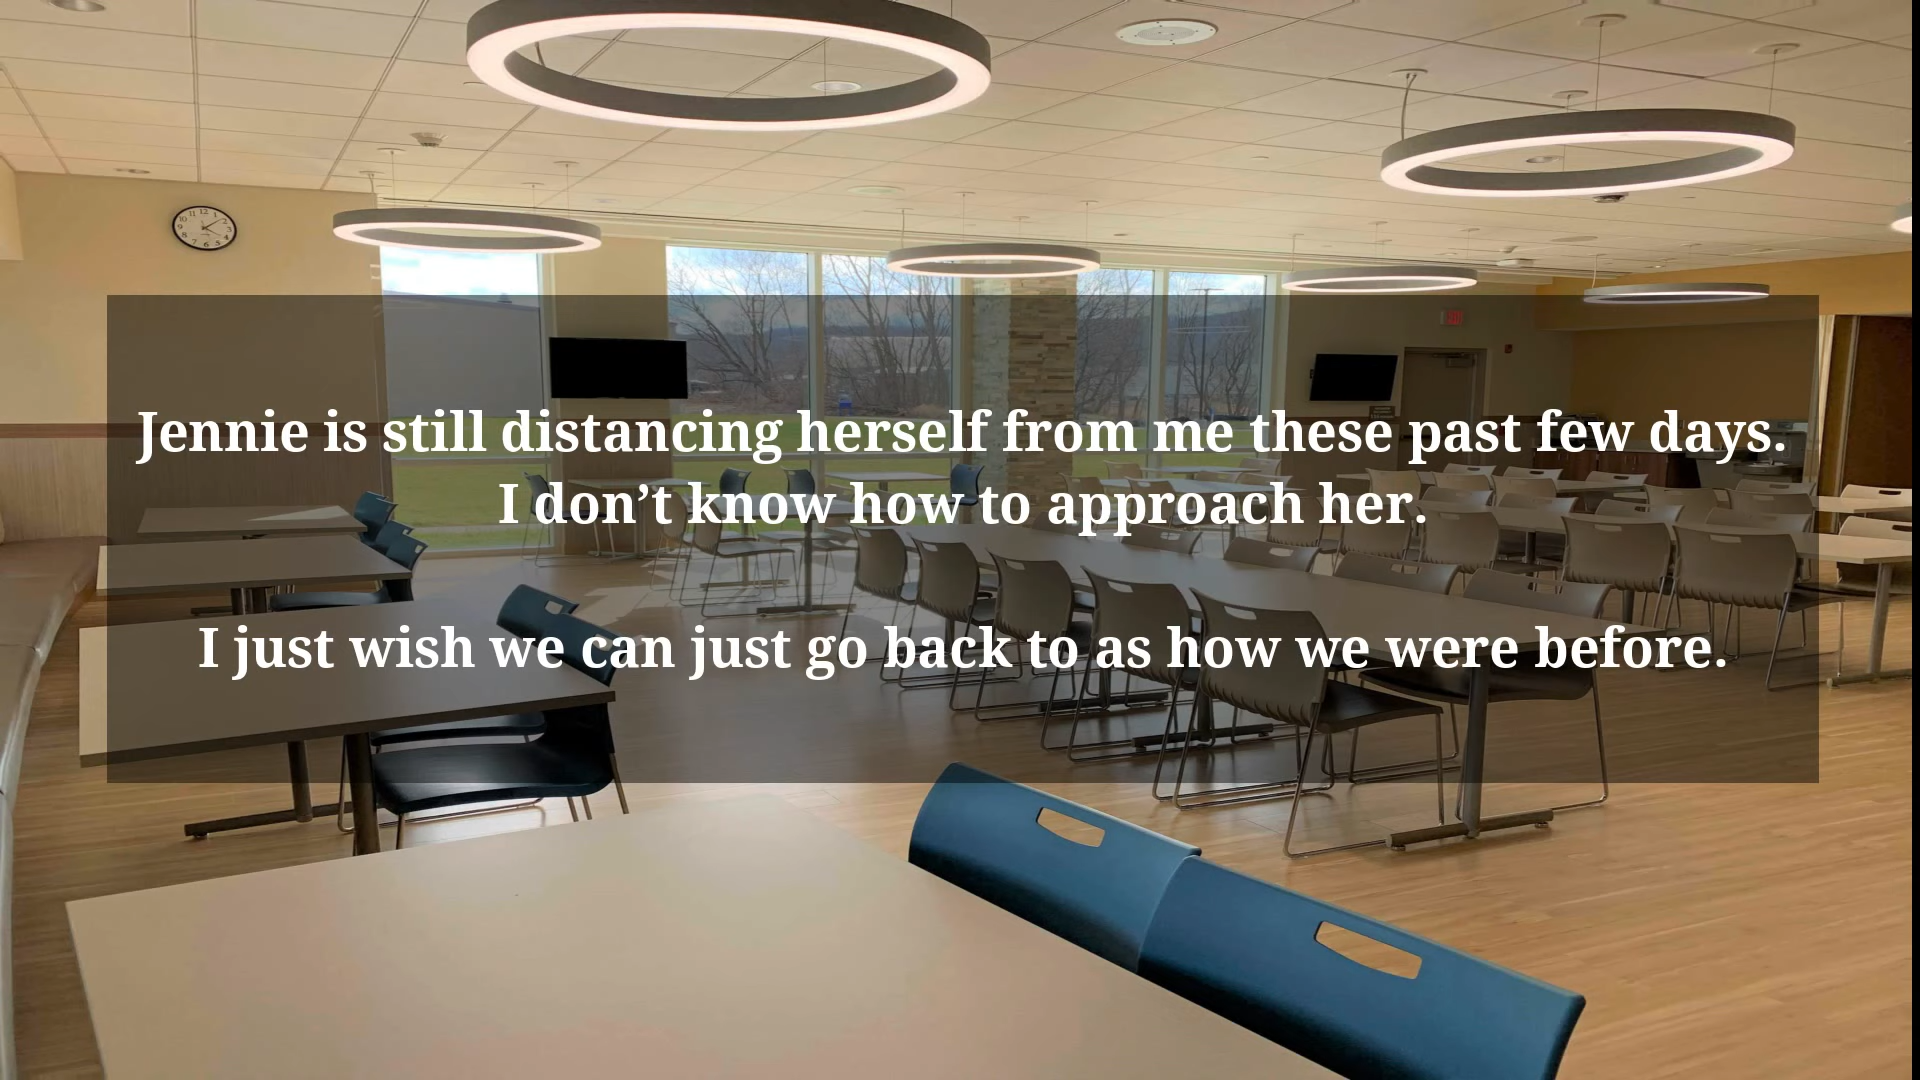 Jennie is still distancing herself from me these past few days.
I don’t know how to approach her.
I just wish we can just go back to as how we were before.